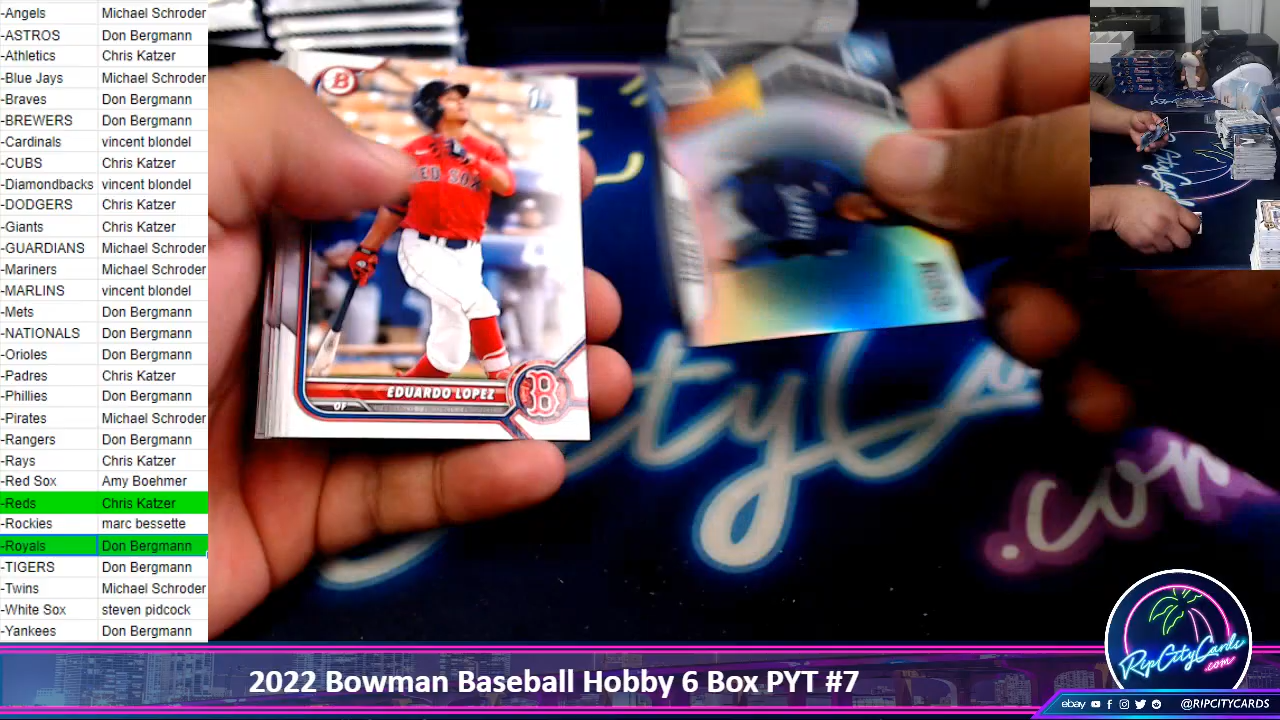 -Angels Michael Schroder
-ASTROS Don Bergmann
-Athletics Chris Katzer
-Blue Jays Michael Schroder
-Braves Don Bergmann
-BREWERS Don Bergmann
-Cardinals vincent blondel
-CUBS Chris Katzer
-Diamondbacks vincent blondel
-DODGERS Chris Katzer
-Giants Chris Katzer
-GUARDIANS Michael Schroder
-Mariners Michael Schroder
-MARLINS vincent blondel
-Mets Don Bergmann
-NATIONALS Don Bergmann
-Orioles Don Bergmann
-Padres Chris Katzer
-Phillies Don Bergmann
-Pirates Michael Schroder
-Rangers Don Bergmann
-Rays Chris Katzer
-Red Sox Amy Boehmer
-Reds Chris Katzer
-Rockies marc bessette
-Royals Don Bergmann
-TIGERS Don Bergmann
-Twins Michael Schroder
-White Sox steven pidcock
-Yankees Don Bergmann
B
1st
RED SOX
EDUARDO LOPEZ
OF
B
.com
2022 Bowman Baseball Hobby 6 Box PYT #7
RipCityCards
.com
ebay
@RIPCITYCARDS